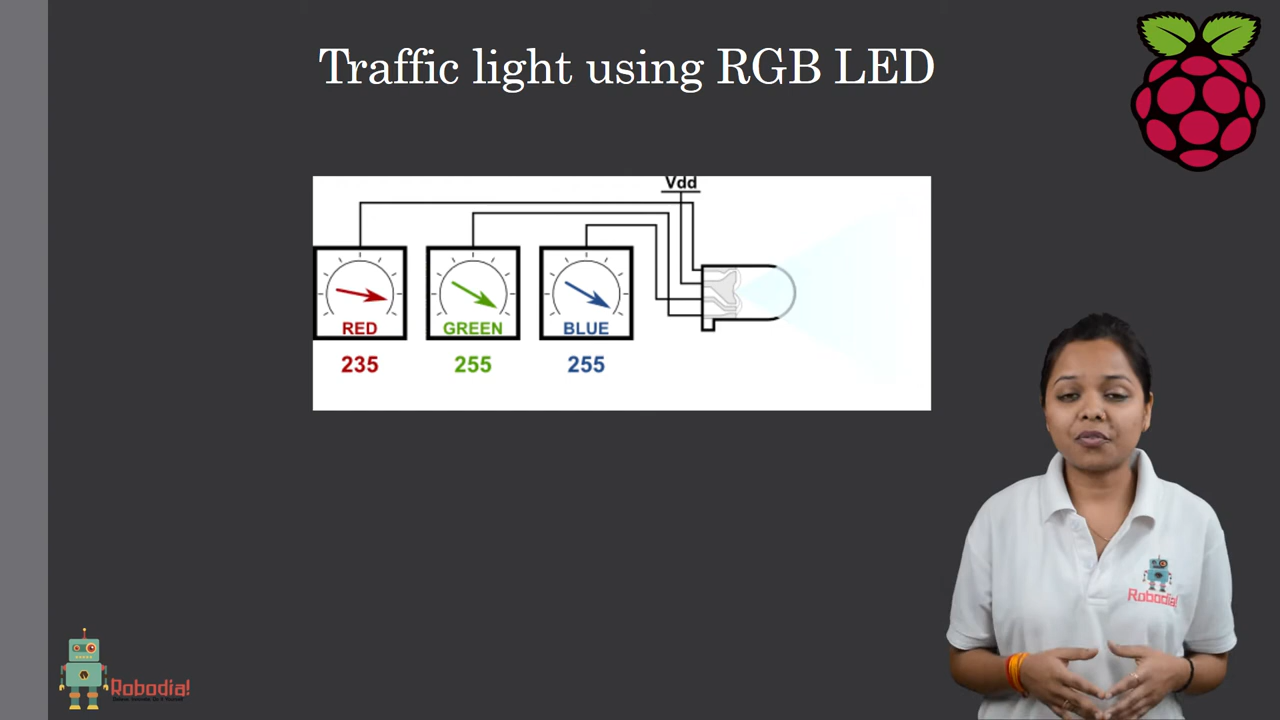 Traffic light using RGB LED
Vdd
RED
GREEN
BLUE
235
255
255
Robodia!
Robodia!